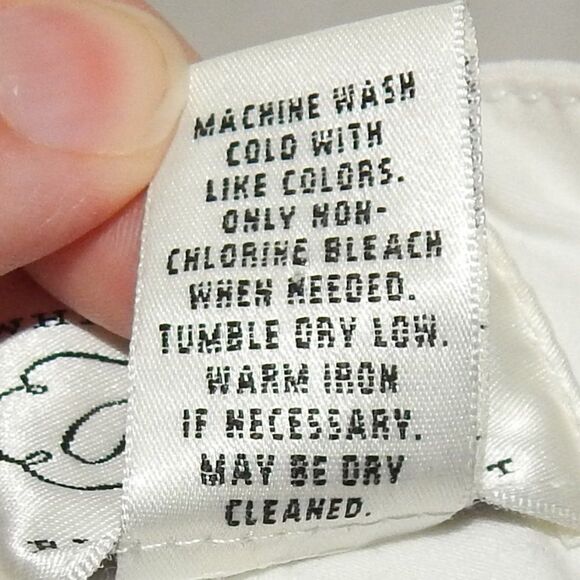 MACHINE WASH
COLD WITH
LIKE COLORS.
ONLY NON-
CHLORINE BLEACH
WHEN NEEDED.
TUMBLE DRY LOW.
WARM IRON
IF NECESSARY.
MAY BE DRY
CLEANED.